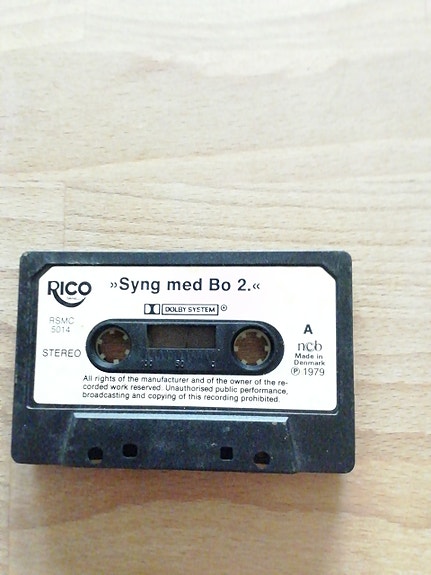 RICO
»Syng med Bo 2.«
DOLBY SYSTEM ®
RSMC
5014
STEREO
A
ncb
Made in
Denmark
Ⓟ 1979
All rights of the manufacturer and of the owner of the re-
corded work reserved. Unauthorised public performance,
broadcasting and copying of this recording prohibited.